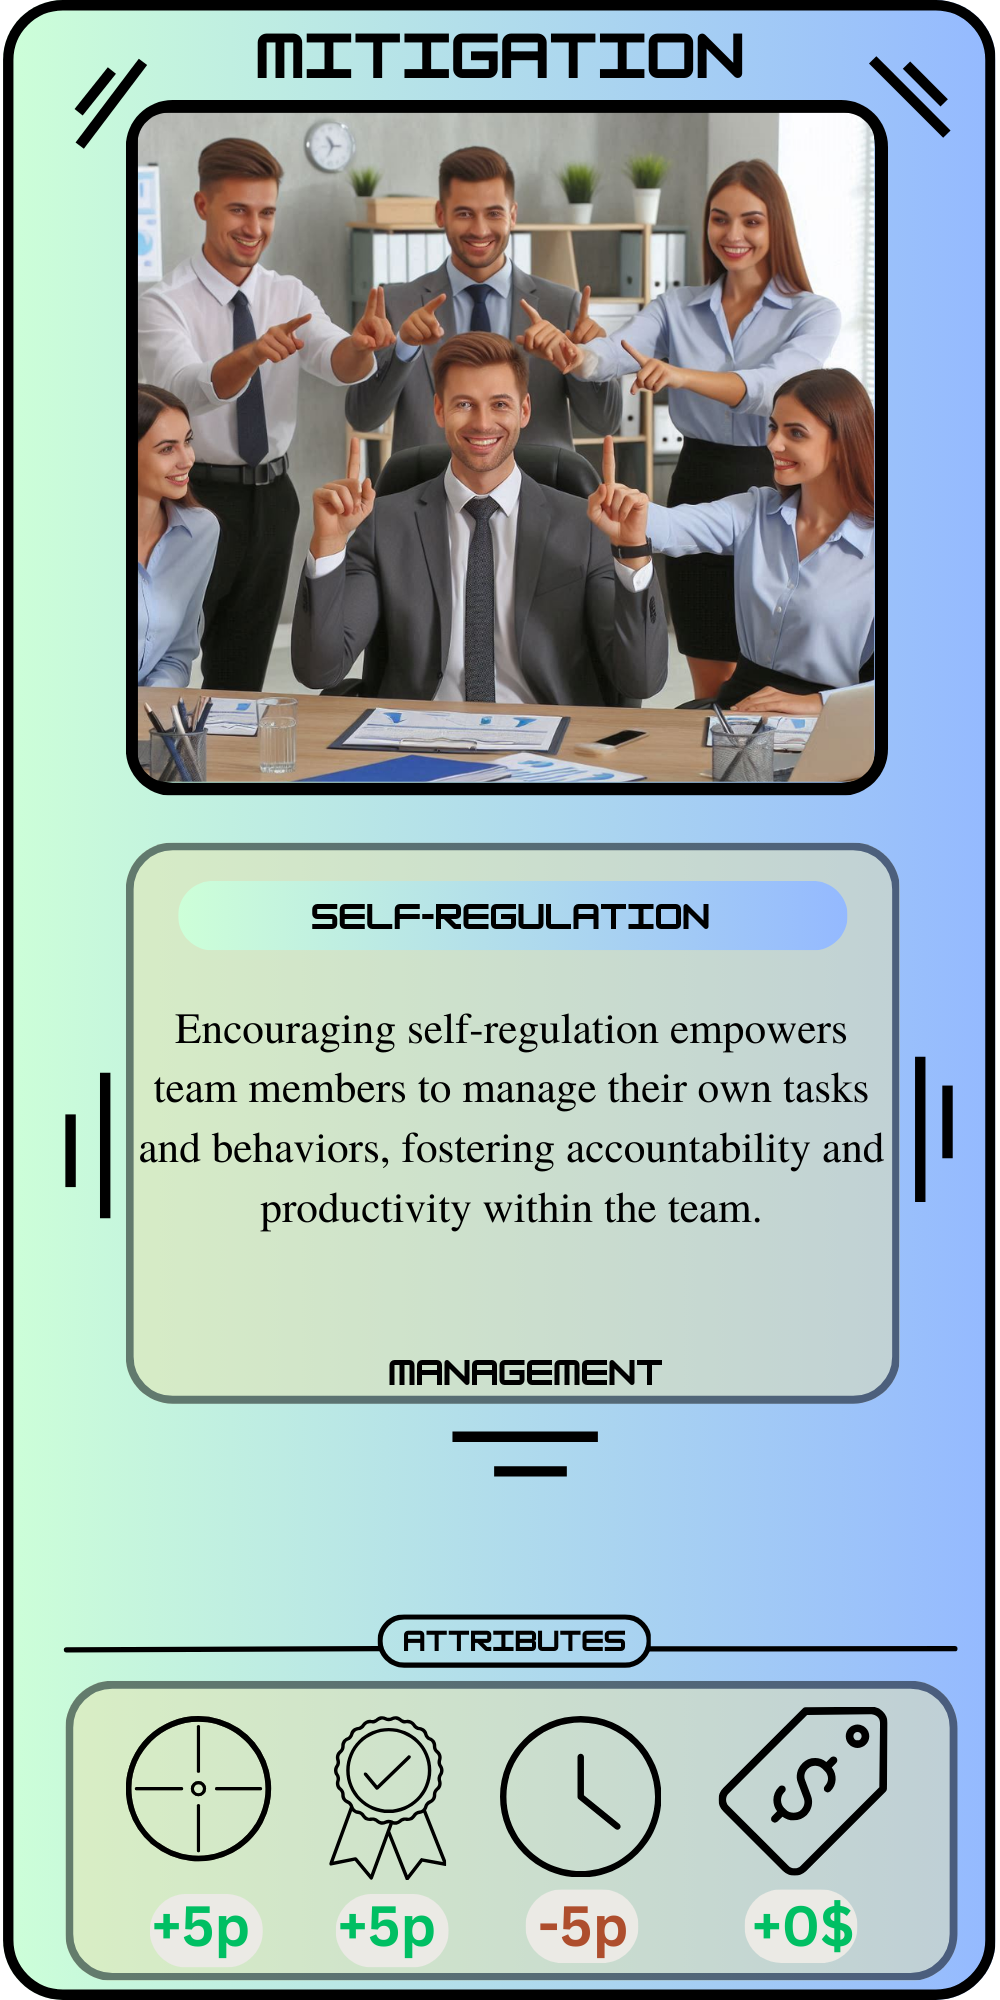 MITIGATION
SELF-REGULATION
Encouraging self-regulation empowers
team members to manage their own tasks
and behaviors, fostering accountability and
productivity within the team.
MANAGEMENT
ATTRIBUTES
+5p +5p -5p +0$